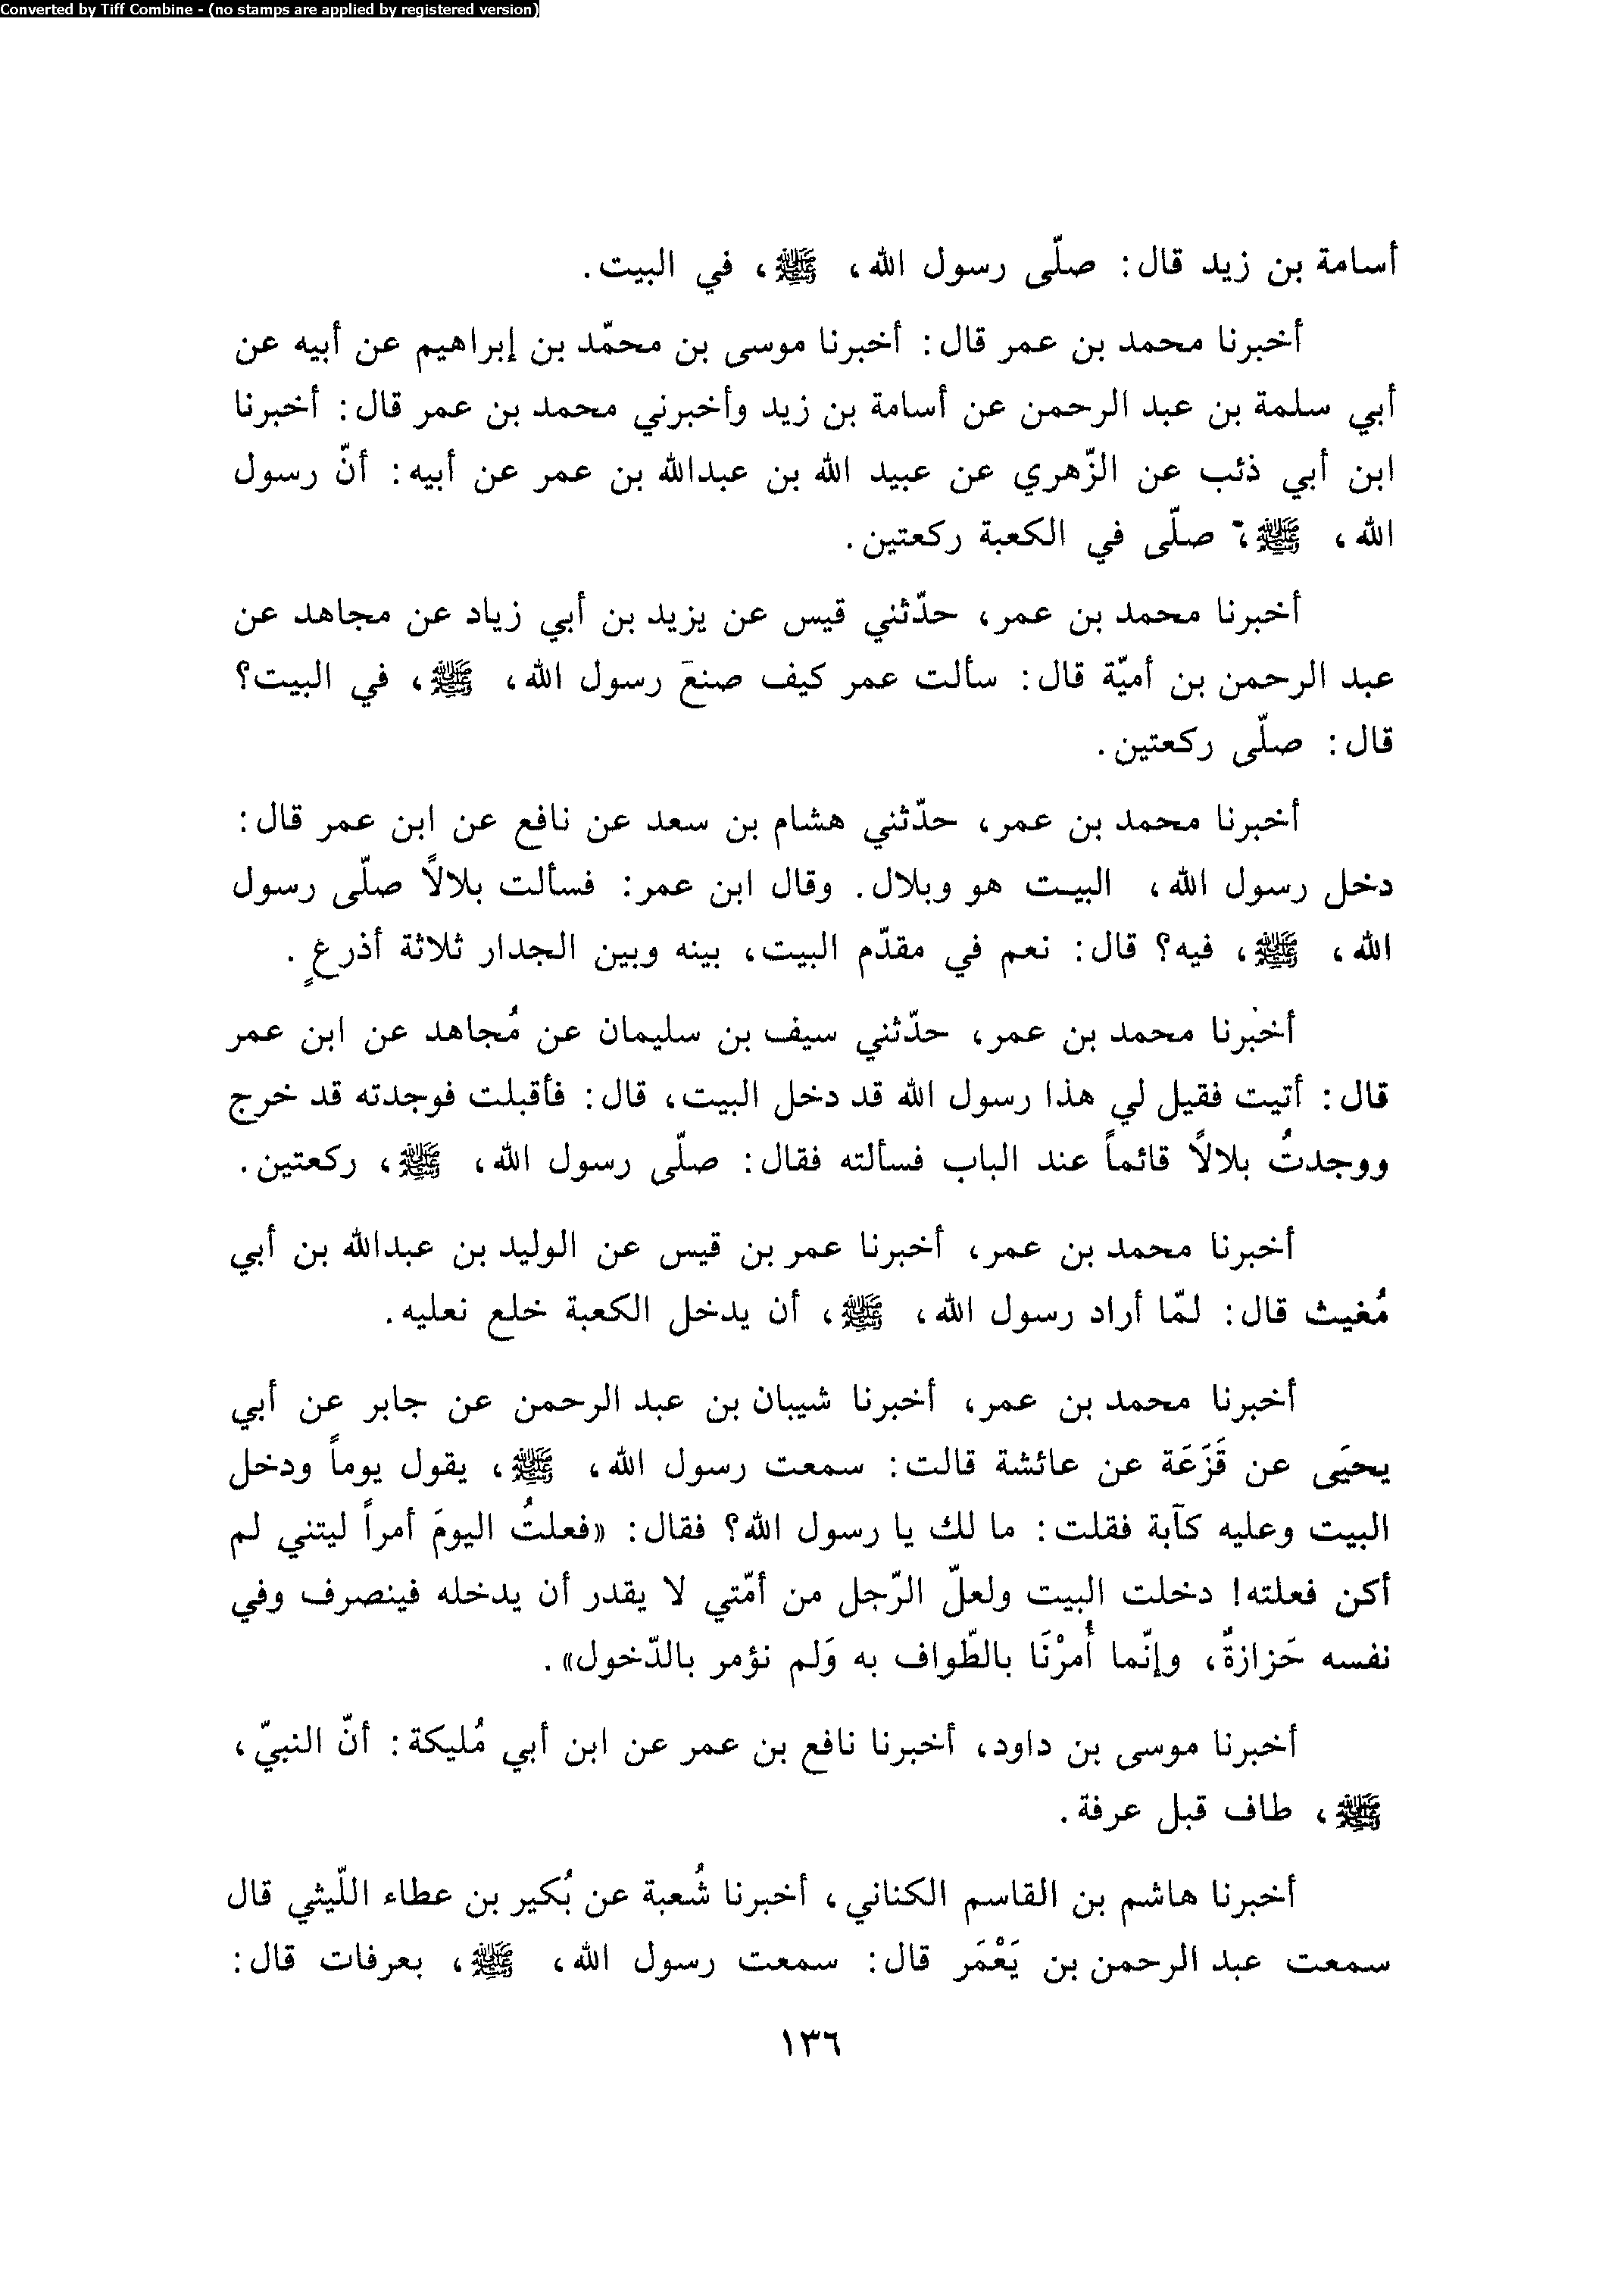 Converted by Tiff Combine - (no stamps are applied by registered version)
أسامة بن زيد قال: صلّى رسول الله، ﷺ، في البيت.
أخبرنا محمد بن عمر قال: أخبرنا موسى بن محمّد بن إبراهيم عن أبيه عن
أبي سلمة بن عبد الرحمن عن أسامة بن زيد وأخبرني محمد بن عمر قال: أخبرنا
ابن أبي ذئب عن الزّهري عن عبيد الله بن عبدالله بن عمر عن أبيه: أنّ رسول
الله، ﷺ، صلّى في الكعبة ركعتين.
أخبرنا محمد بن عمر، حدّثني قيس عن يزيد بن أبي زياد عن مجاهد عن
عبد الرحمن بن أميّة قال: سألت عمر كيف صنعَ رسول الله، ﷺ، في البيت؟
قال: صلّى ركعتين.
أخبرنا محمد بن عمر، حدّثني هشام بن سعد عن نافع عن ابن عمر قال:
دخل رسول الله، البيت هو وبلال. وقال ابن عمر: فسألت بلالاً صلّى رسول
الله، ﷺ، فيه؟ قال: نعم في مقدّم البيت، بينه وبين الجدار ثلاثة أذرعٍ.
أخبرنا محمد بن عمر، حدّثني سيف بن سليمان عن مُجاهد عن ابن عمر
قال: أتيت فقيل لي هذا رسول الله قد دخل البيت، قال: فأقبلت فوجدته قد خرج
ووجدتُ بلالاً قائماً عند الباب فسألته فقال: صلّى رسول الله، ﷺ، ركعتين.
أخبرنا محمد بن عمر، أخبرنا عمر بن قيس عن الوليد بن عبدالله بن أبي
مُغيث قال: لمّا أراد رسول الله، ﷺ، أن يدخل الكعبة خلع نعليه.
أخبرنا محمد بن عمر، أخبرنا شيبان بن عبد الرحمن عن جابر عن أبي
يحيَى عن قَزَعَة عن عائشة قالت: سمعت رسول الله، ﷺ، يقول يوماً ودخل
البيت وعليه كآبة فقلت: ما لك يا رسول الله؟ فقال: «فعلتُ اليومَ أمراً ليتني لم
أكن فعلته! دخلت البيت ولعلّ الرّجل من أمّتي لا يقدر أن يدخله فينصرف وفي
نفسه حَزازةٌ، وإنّما أُمرْنَا بالطّواف به وَلم نؤمر بالدّخول».
أخبرنا موسى بن داود، أخبرنا نافع بن عمر عن ابن أبي مُليكة: أنّ النبيّ،
ﷺ، طاف قبل عرفة.
أخبرنا هاشم بن القاسم الكناني، أخبرنا شُعبة عن بُكير بن عطاء اللّيثي قال
سمعت عبد الرحمن بن يَعْمَر قال: سمعت رسول الله، ﷺ، بعرفات قال:
١٣٦